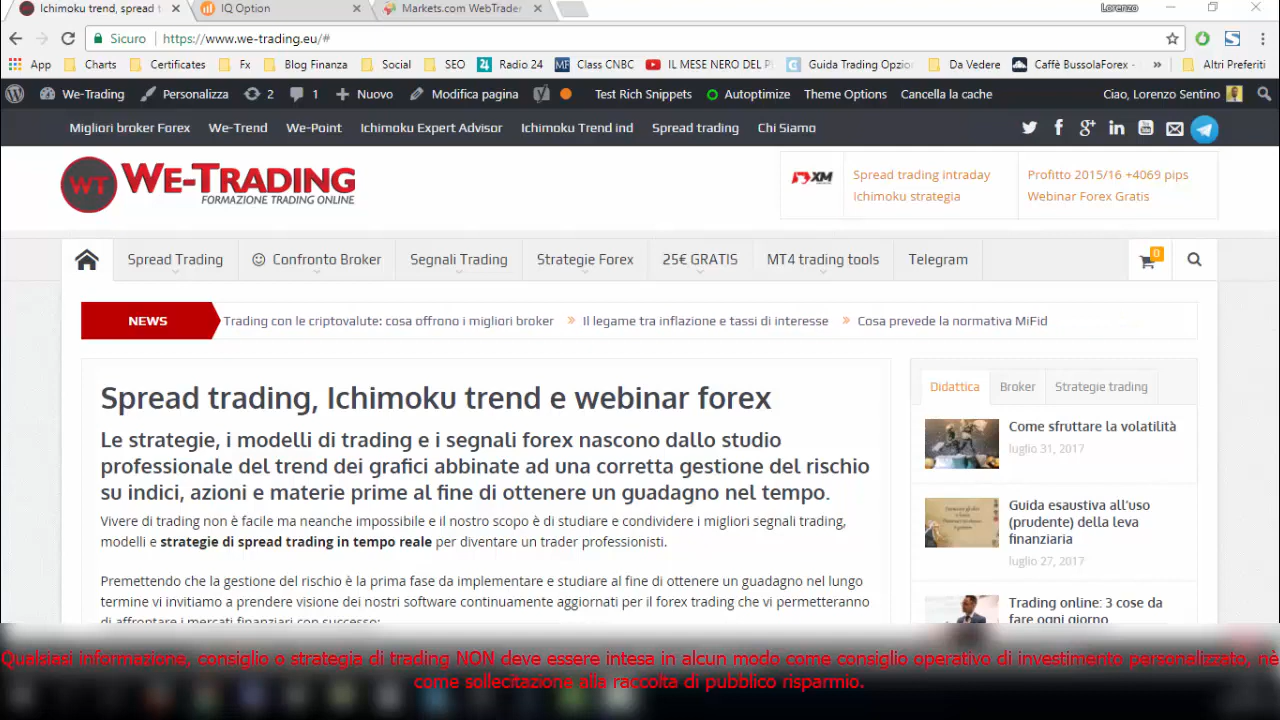 Ichimoku trend, spread t
IQ Option
Markets.com WebTrader
Lorenzo
Sicuro
https://www.we-trading.eu/#
App
Charts
Certificates
Fx
Blog Finanza
Social
SEO
Radio 24
Class CNBC
IL MESE NERO DEL P
Guida Trading Opzion
Da Vedere
Caffè BussolaForex -
Altri Preferiti
We-Trading
Personalizza
2
1
Nuovo
Modifica pagina
Test Rich Snippets
Autoptimize
Theme Options
Cancella la cache
Ciao, Lorenzo Sentino
Migliori broker Forex
We-Trend
We-Point
Ichimoku Expert Advisor
Ichimoku Trend ind
Spread trading
Chi Siamo
WT
WE-TRADING
FORMAZIONE TRADING ONLINE
XM
Spread trading intraday
Ichimoku strategia
Profitto 2015/16 +4069 pips
Webinar Forex Gratis
Spread Trading
Confronto Broker
Segnali Trading
Strategie Forex
25€ GRATIS
MT4 trading tools
Telegram
0
NEWS
Trading con le criptovalute: cosa offrono i migliori broker
Il legame tra inflazione e tassi di interesse
Cosa prevede la normativa MiFid
Spread trading, Ichimoku trend e webinar forex
Le strategie, i modelli di trading e i segnali forex nascono dallo studio
professionale del trend dei grafici abbinate ad una corretta gestione del rischio
su indici, azioni e materie prime al fine di ottenere un guadagno nel tempo.
Vivere di trading non è facile ma neanche impossibile e il nostro scopo è di studiare e condividere i migliori segnali trading,
modelli e strategie di spread trading in tempo reale per diventare un trader professionisti.
Premettendo che la gestione del rischio è la prima fase da implementare e studiare al fine di ottenere un guadagno nel lungo
termine vi invitiamo a prendere visione dei nostri software continuamente aggiornati per il forex trading che vi permetteranno
di affrontare i mercati finanziari con successo:
Didattica
Broker
Strategie trading
Come sfruttare la volatilità
luglio 31, 2017
Guida esaustiva all'uso
(prudente) della leva
finanziaria
luglio 27, 2017
Trading online: 3 cose da
fare ogni giorno
Qualsiasi informazione, consiglio o strategia di trading NON deve essere intesa in alcun modo come consiglio operativo di investimento personalizzato, nè
come sollecitazione alla raccolta di pubblico risparmio.